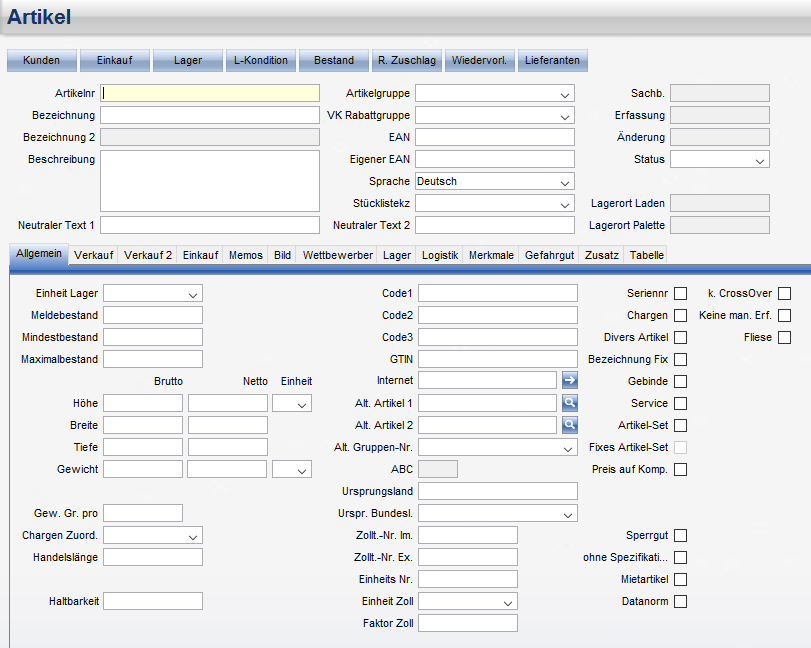 Artikel
Kunden Einkauf Lager L-Kondition Bestand R. Zuschlag Wiedervorl. Lieferanten
Artikelnr Artikelgruppe Sachb.
Bezeichnung VK Rabattgruppe Erfassung
Bezeichnung 2 EAN Änderung
Beschreibung Eigener EAN Status
Sprache Deutsch
Stücklistekz Lagerort Laden
Neutraler Text 1 Neutraler Text 2 Lagerort Palette
Allgemein Verkauf Verkauf 2 Einkauf Memos Bild Wettbewerber Lager Logistik Merkmale Gefahrgut Zusatz Tabelle
Einheit Lager Code1 Seriennr k. CrossOver
Meldebestand Code2 Chargen Keine man. Erf.
Mindestbestand Code3 Divers Artikel Fliese
Maximalbestand GTIN Bezeichnung Fix
Brutto Netto Einheit Internet Gebinde
Höhe Alt. Artikel 1 Service
Breite Alt. Artikel 2 Artikel-Set
Tiefe Alt. Gruppen-Nr. Fixes Artikel-Set
Gewicht ABC Preis auf Komp.
Ursprungsland
Gew. Gr. pro Urspr. Bundesl.
Chargen Zuord. Zollt.-Nr. Im. Sperrgut
Handelslänge Zollt.-Nr. Ex. ohne Spezifikati...
Einheits Nr. Mietartikel
Haltbarkeit Einheit Zoll Datanorm
Faktor Zoll